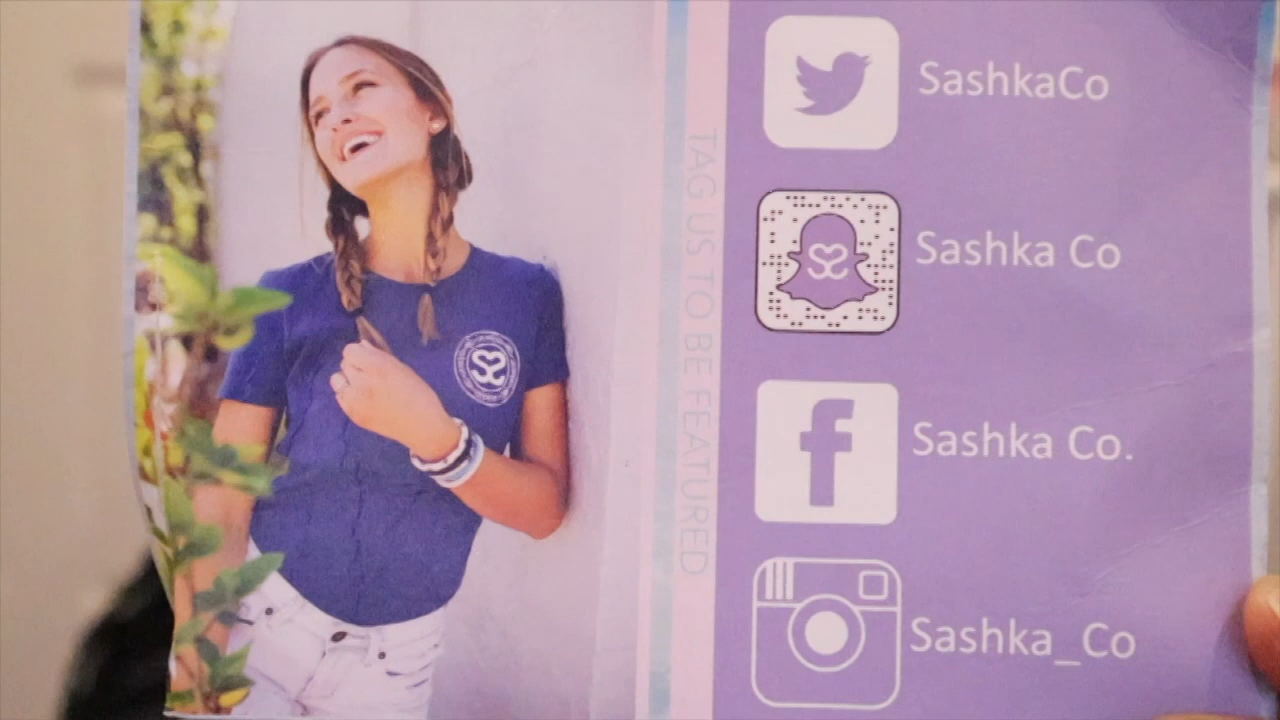 TAG US TO BE FEATURED
SashkaCo
Sashka Co
Sashka Co.
Sashka_Co